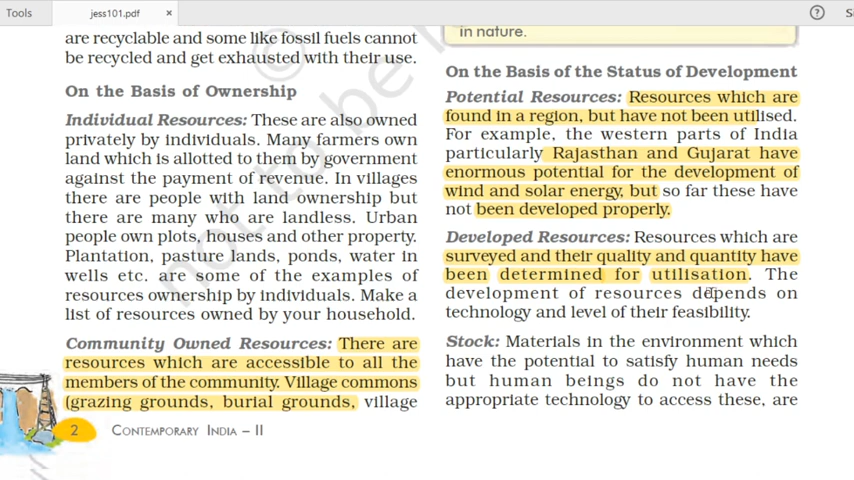 Tools
jess101.pdf
×
?
are recyclable and some like fossil fuels cannot
be recycled and get exhausted with their use.
On the Basis of Ownership
Individual Resources: These are also owned
privately by individuals. Many farmers own
land which is allotted to them by government
against the payment of revenue. In villages
there are people with land ownership but
there are many who are landless. Urban
people own plots, houses and other property.
Plantation, pasture lands, ponds, water in
wells etc. are some of the examples of
resources ownership by individuals. Make a
list of resources owned by your household.
Community Owned Resources: There are
resources which are accessible to all the
members of the community. Village commons
(grazing grounds, burial grounds, village
2 CONTEMPORARY INDIA – II
in nature.
On the Basis of the Status of Development
Potential Resources: Resources which are
found in a region, but have not been utilised.
For example, the western parts of India
particularly Rajasthan and Gujarat have
enormous potential for the development of
wind and solar energy, but so far these have
not been developed properly.
Developed Resources: Resources which are
surveyed and their quality and quantity have
been determined for utilisation. The
development of resources depends on
technology and level of their feasibility.
Stock: Materials in the environment which
have the potential to satisfy human needs
but human beings do not have the
appropriate technology to access these, are
© not to be